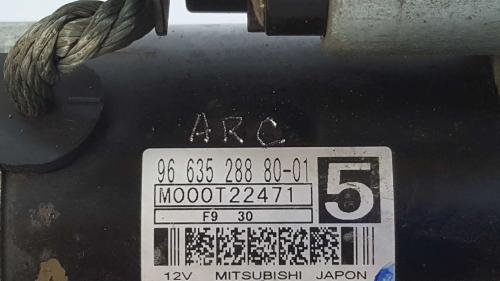 ARC
96 635 288 80-01
M000T22471
5
F9 30
12V MITSUBISHI JAPON